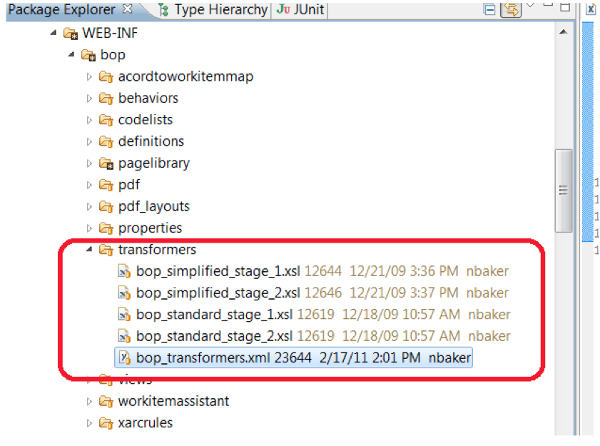 Package Explorer Type Hierarchy JUnit
WEB-INF
bop
acordtoworkitemmap
behaviors
codelists
definitions
pagelibrary
pdf
pdf_layouts
properties
transformers
bop_simplified_stage_1.xsl 12644 12/21/09 3:36 PM nbaker
bop_simplified_stage_2.xsl 12646 12/21/09 3:37 PM nbaker
bop_standard_stage_1.xsl 12619 12/18/09 10:57 AM nbaker
bop_standard_stage_2.xsl 12619 12/18/09 10:57 AM nbaker
bop_transformers.xml 23644 2/17/11 2:01 PM nbaker
views
workitemassistant
xarcrules